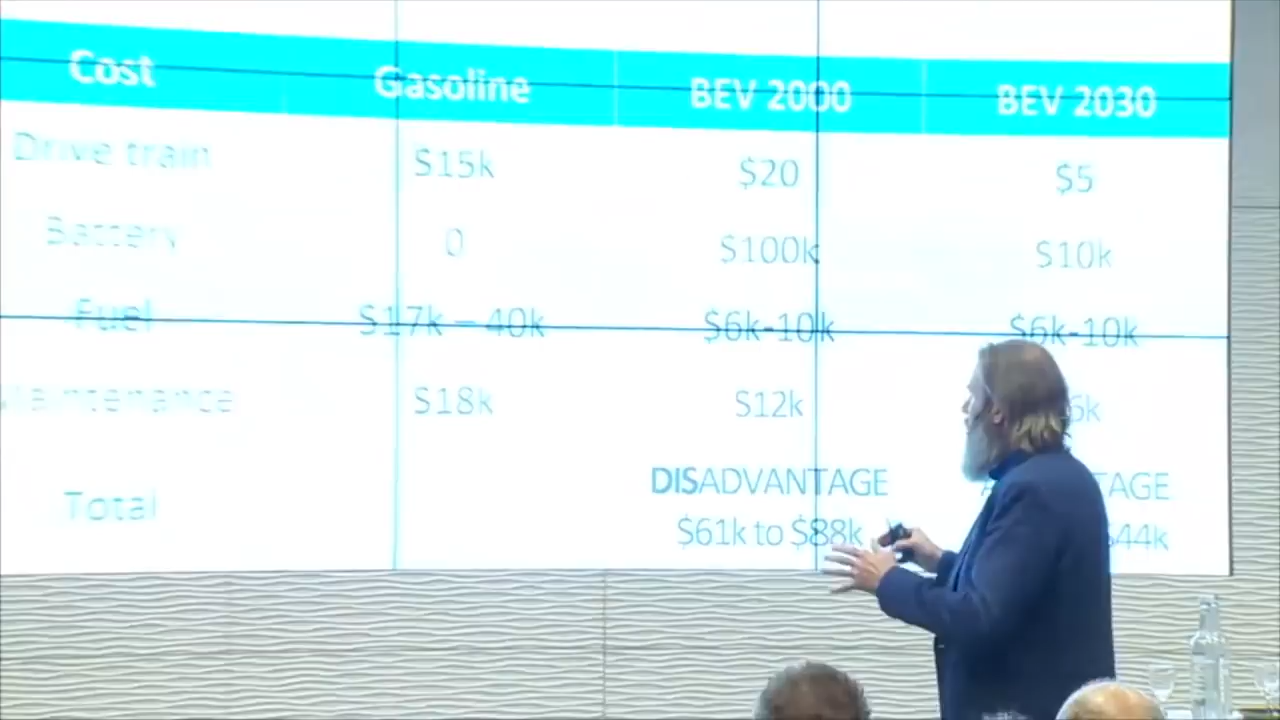 Cost Gasoline BEV 2000 BEV 2030
Drive train $15k $20 $5
Battery 0 $100k $10k
Fuel $17k – 40k $6k-10k $6k-10k
Maintenance $18k $12k 6k
DISADVANTAGE TAGE
Total $61k to $88k $44k